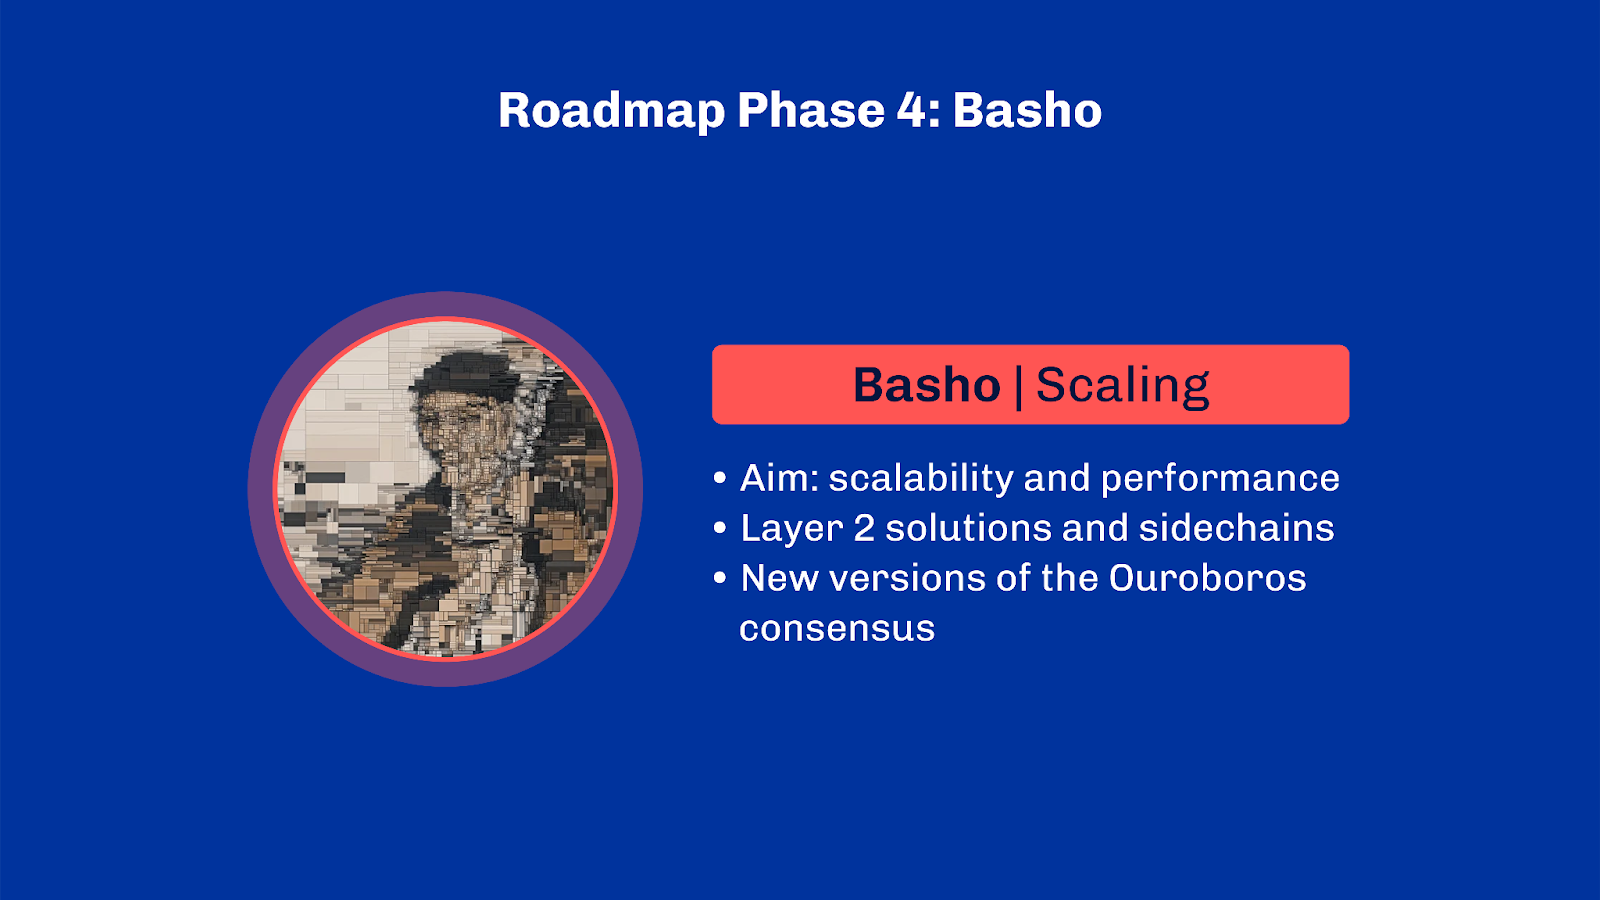 Roadmap Phase 4: Basho
Basho | Scaling
• Aim: scalability and performance
• Layer 2 solutions and sidechains
• New versions of the Ouroboros
consensus